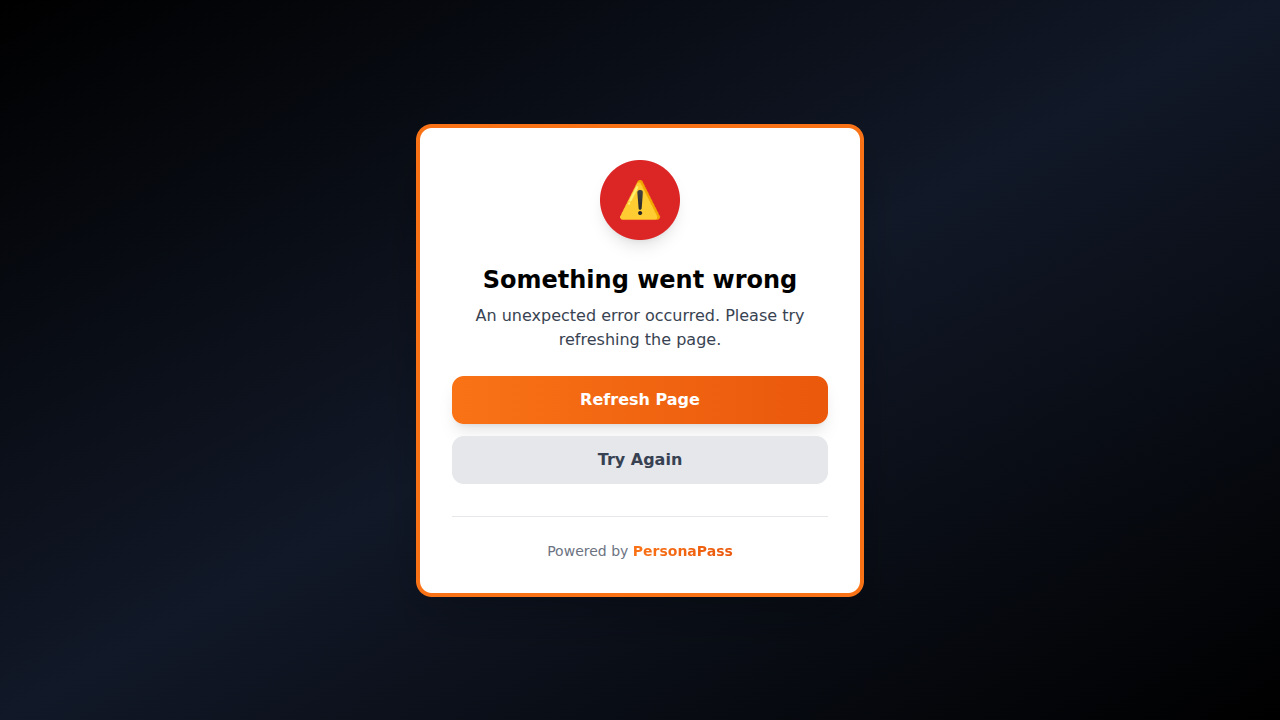 Something went wrong
An unexpected error occurred. Please try
refreshing the page.
Refresh Page
Try Again
Powered by PersonaPass